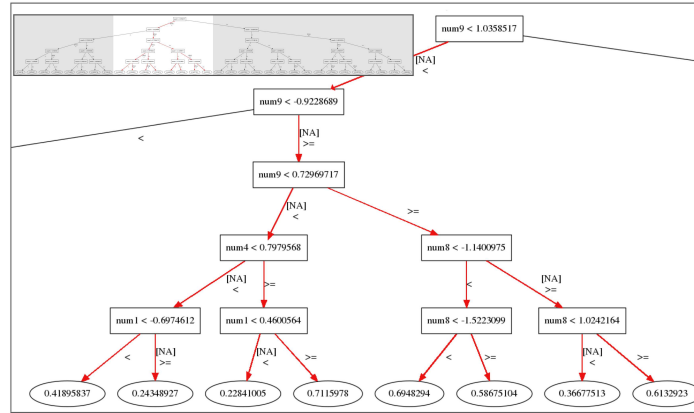 num9 < 1.0358517
[NA]
<
num9 < -0.9228689
<
[NA]
>=
num9 < 0.72969717
[NA]
<
>=
num4 < 0.7979568
num8 < -1.1400975
[NA]
<
>=
<
[NA]
>=
num1 < -0.6974612
num1 < 0.4600564
num8 < -1.5223099
num8 < 1.0242164
<
[NA]
>=
[NA]
<
>=
<
>=
[NA]
<
>=
0.41895837
0.24348927
0.22841005
0.7115978
0.6948294
0.58675104
0.36677513
0.6132923